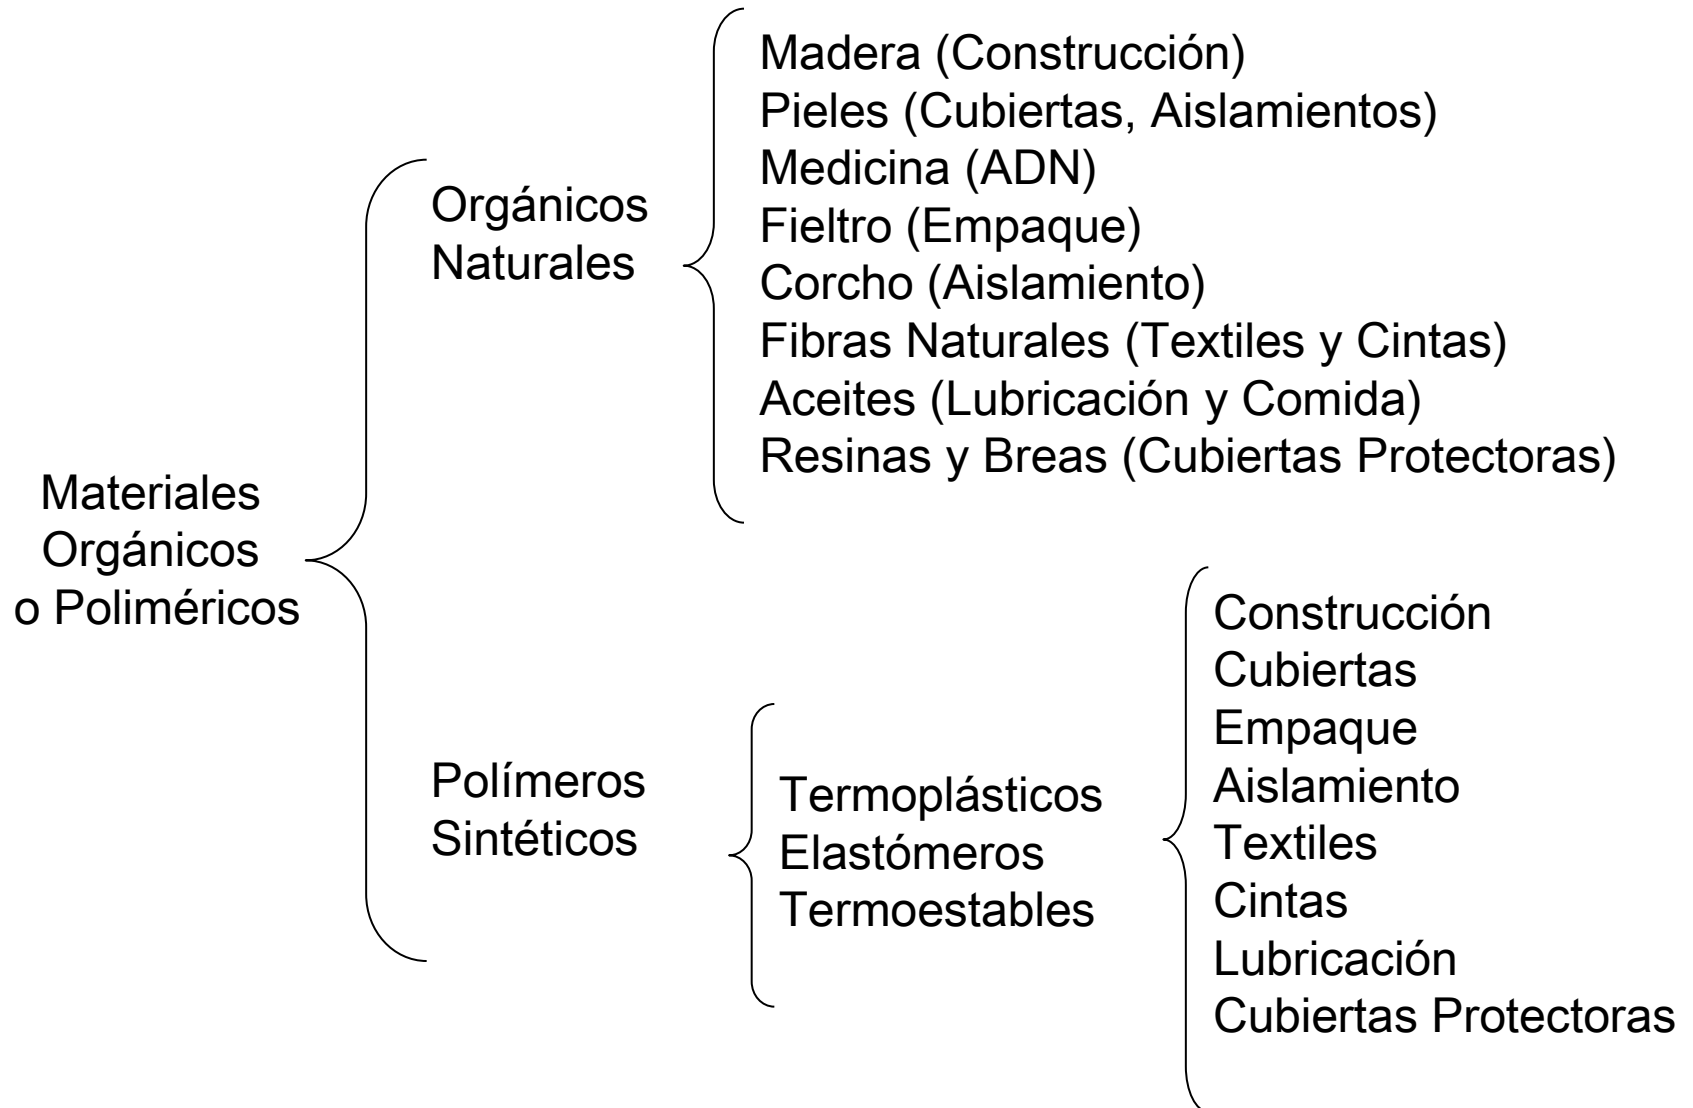 Materiales
Orgánicos
o Poliméricos
Orgánicos
Naturales
Madera (Construcción)
Pieles (Cubiertas, Aislamientos)
Medicina (ADN)
Fieltro (Empaque)
Corcho (Aislamiento)
Fibras Naturales (Textiles y Cintas)
Aceites (Lubricación y Comida)
Resinas y Breas (Cubiertas Protectoras)
Polímeros
Sintéticos
Termoplásticos
Elastómeros
Termoestables
Construcción
Cubiertas
Empaque
Aislamiento
Textiles
Cintas
Lubricación
Cubiertas Protectoras